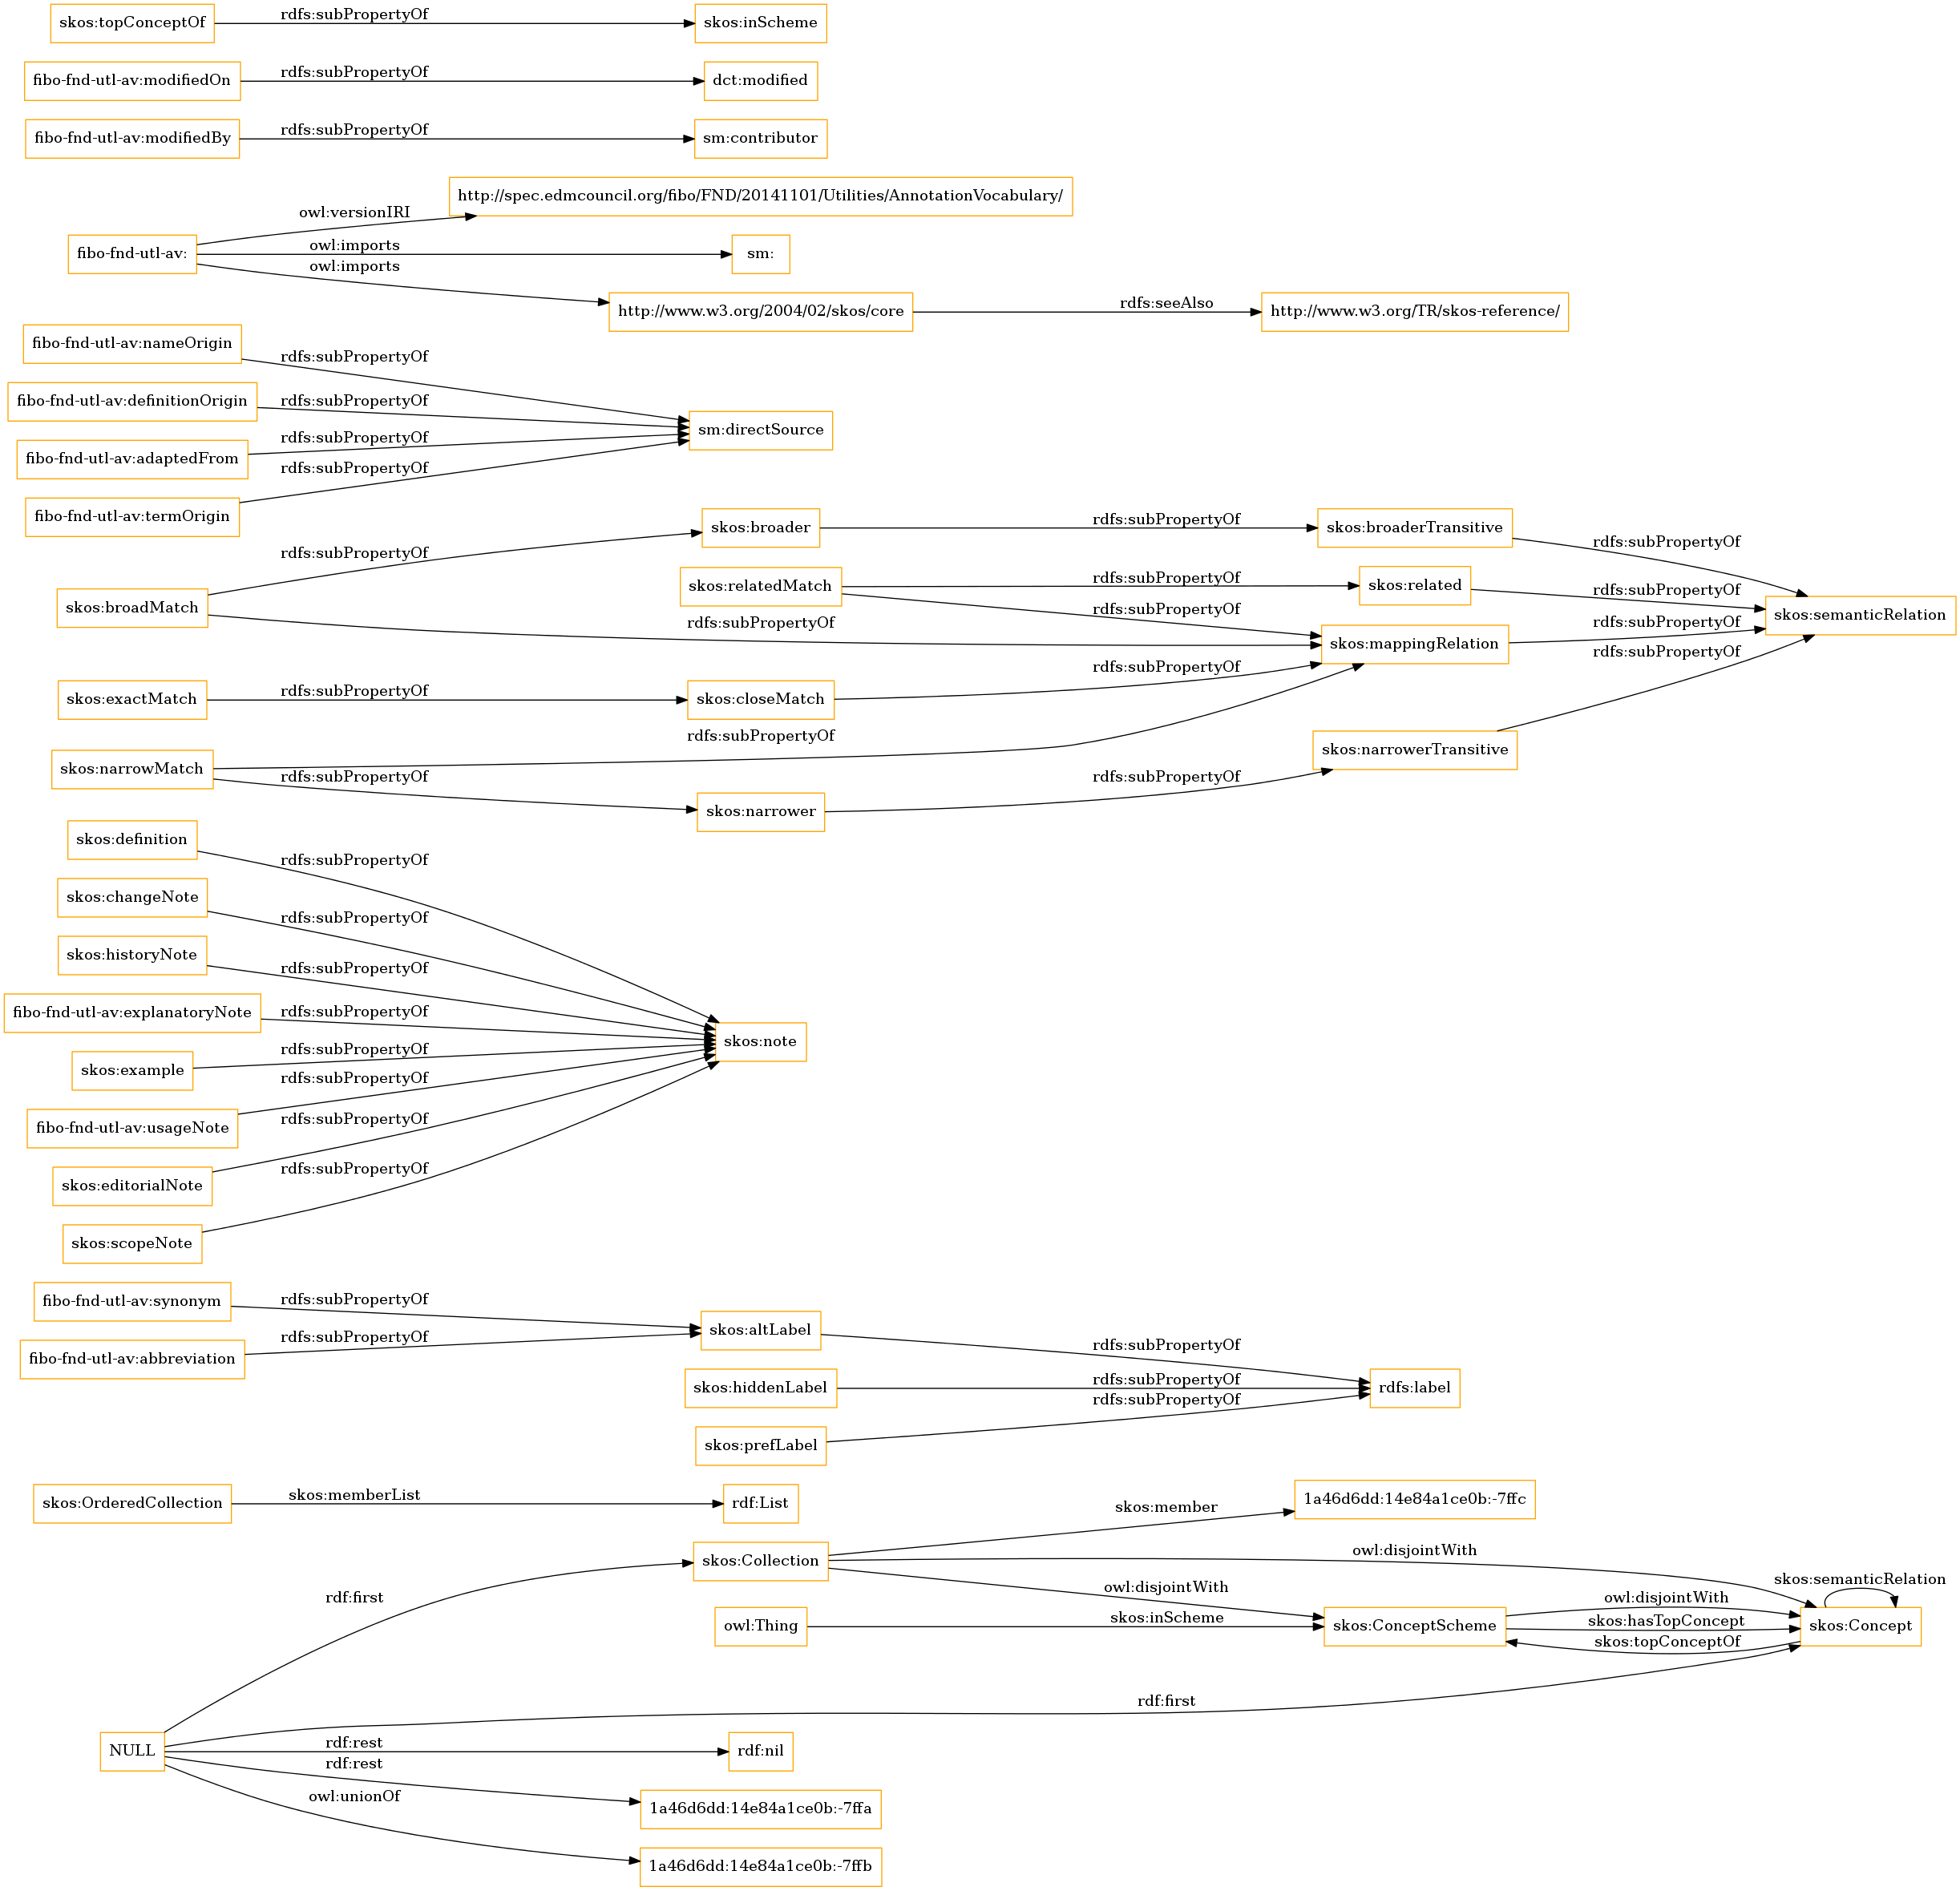 skos:topConceptOf
rdfs:subPropertyOf
skos:inScheme
fibo-fnd-utl-av:modifiedOn
rdfs:subPropertyOf
dct:modified
fibo-fnd-utl-av:modifiedBy
rdfs:subPropertyOf
sm:contributor
http://spec.edmcouncil.org/fibo/FND/20141101/Utilities/AnnotationVocabulary/
owl:versionIRI
fibo-fnd-utl-av:
owl:imports
sm:
owl:imports
http://www.w3.org/2004/02/skos/core
rdfs:seeAlso
http://www.w3.org/TR/skos-reference/
fibo-fnd-utl-av:nameOrigin
rdfs:subPropertyOf
fibo-fnd-utl-av:definitionOrigin
rdfs:subPropertyOf
sm:directSource
fibo-fnd-utl-av:adaptedFrom
rdfs:subPropertyOf
fibo-fnd-utl-av:termOrigin
rdfs:subPropertyOf
skos:broader
rdfs:subPropertyOf
skos:broaderTransitive
rdfs:subPropertyOf
skos:broadMatch
rdfs:subPropertyOf
rdfs:subPropertyOf
skos:relatedMatch
rdfs:subPropertyOf
skos:related
rdfs:subPropertyOf
skos:semanticRelation
rdfs:subPropertyOf
skos:mappingRelation
rdfs:subPropertyOf
rdfs:subPropertyOf
skos:exactMatch
rdfs:subPropertyOf
skos:closeMatch
rdfs:subPropertyOf
skos:narrowMatch
rdfs:subPropertyOf
rdfs:subPropertyOf
skos:narrower
rdfs:subPropertyOf
skos:narrowerTransitive
skos:definition
rdfs:subPropertyOf
skos:changeNote
rdfs:subPropertyOf
skos:historyNote
rdfs:subPropertyOf
fibo-fnd-utl-av:explanatoryNote
rdfs:subPropertyOf
skos:note
skos:example
rdfs:subPropertyOf
fibo-fnd-utl-av:usageNote
rdfs:subPropertyOf
skos:editorialNote
rdfs:subPropertyOf
skos:scopeNote
rdfs:subPropertyOf
fibo-fnd-utl-av:synonym
rdfs:subPropertyOf
skos:altLabel
rdfs:subPropertyOf
fibo-fnd-utl-av:abbreviation
rdfs:subPropertyOf
skos:hiddenLabel
rdfs:subPropertyOf
rdfs:label
skos:prefLabel
rdfs:subPropertyOf
skos:OrderedCollection
skos:memberList
rdf:List
skos:member
1a46d6dd:14e84a1ce0b:-7ffc
skos:Collection
owl:disjointWith
owl:disjointWith
skos:semanticRelation
owl:Thing
skos:inScheme
skos:ConceptScheme
owl:disjointWith
skos:hasTopConcept
skos:topConceptOf
skos:Concept
rdf:first
rdf:first
NULL
rdf:rest
rdf:nil
rdf:rest
1a46d6dd:14e84a1ce0b:-7ffa
owl:unionOf
1a46d6dd:14e84a1ce0b:-7ffb